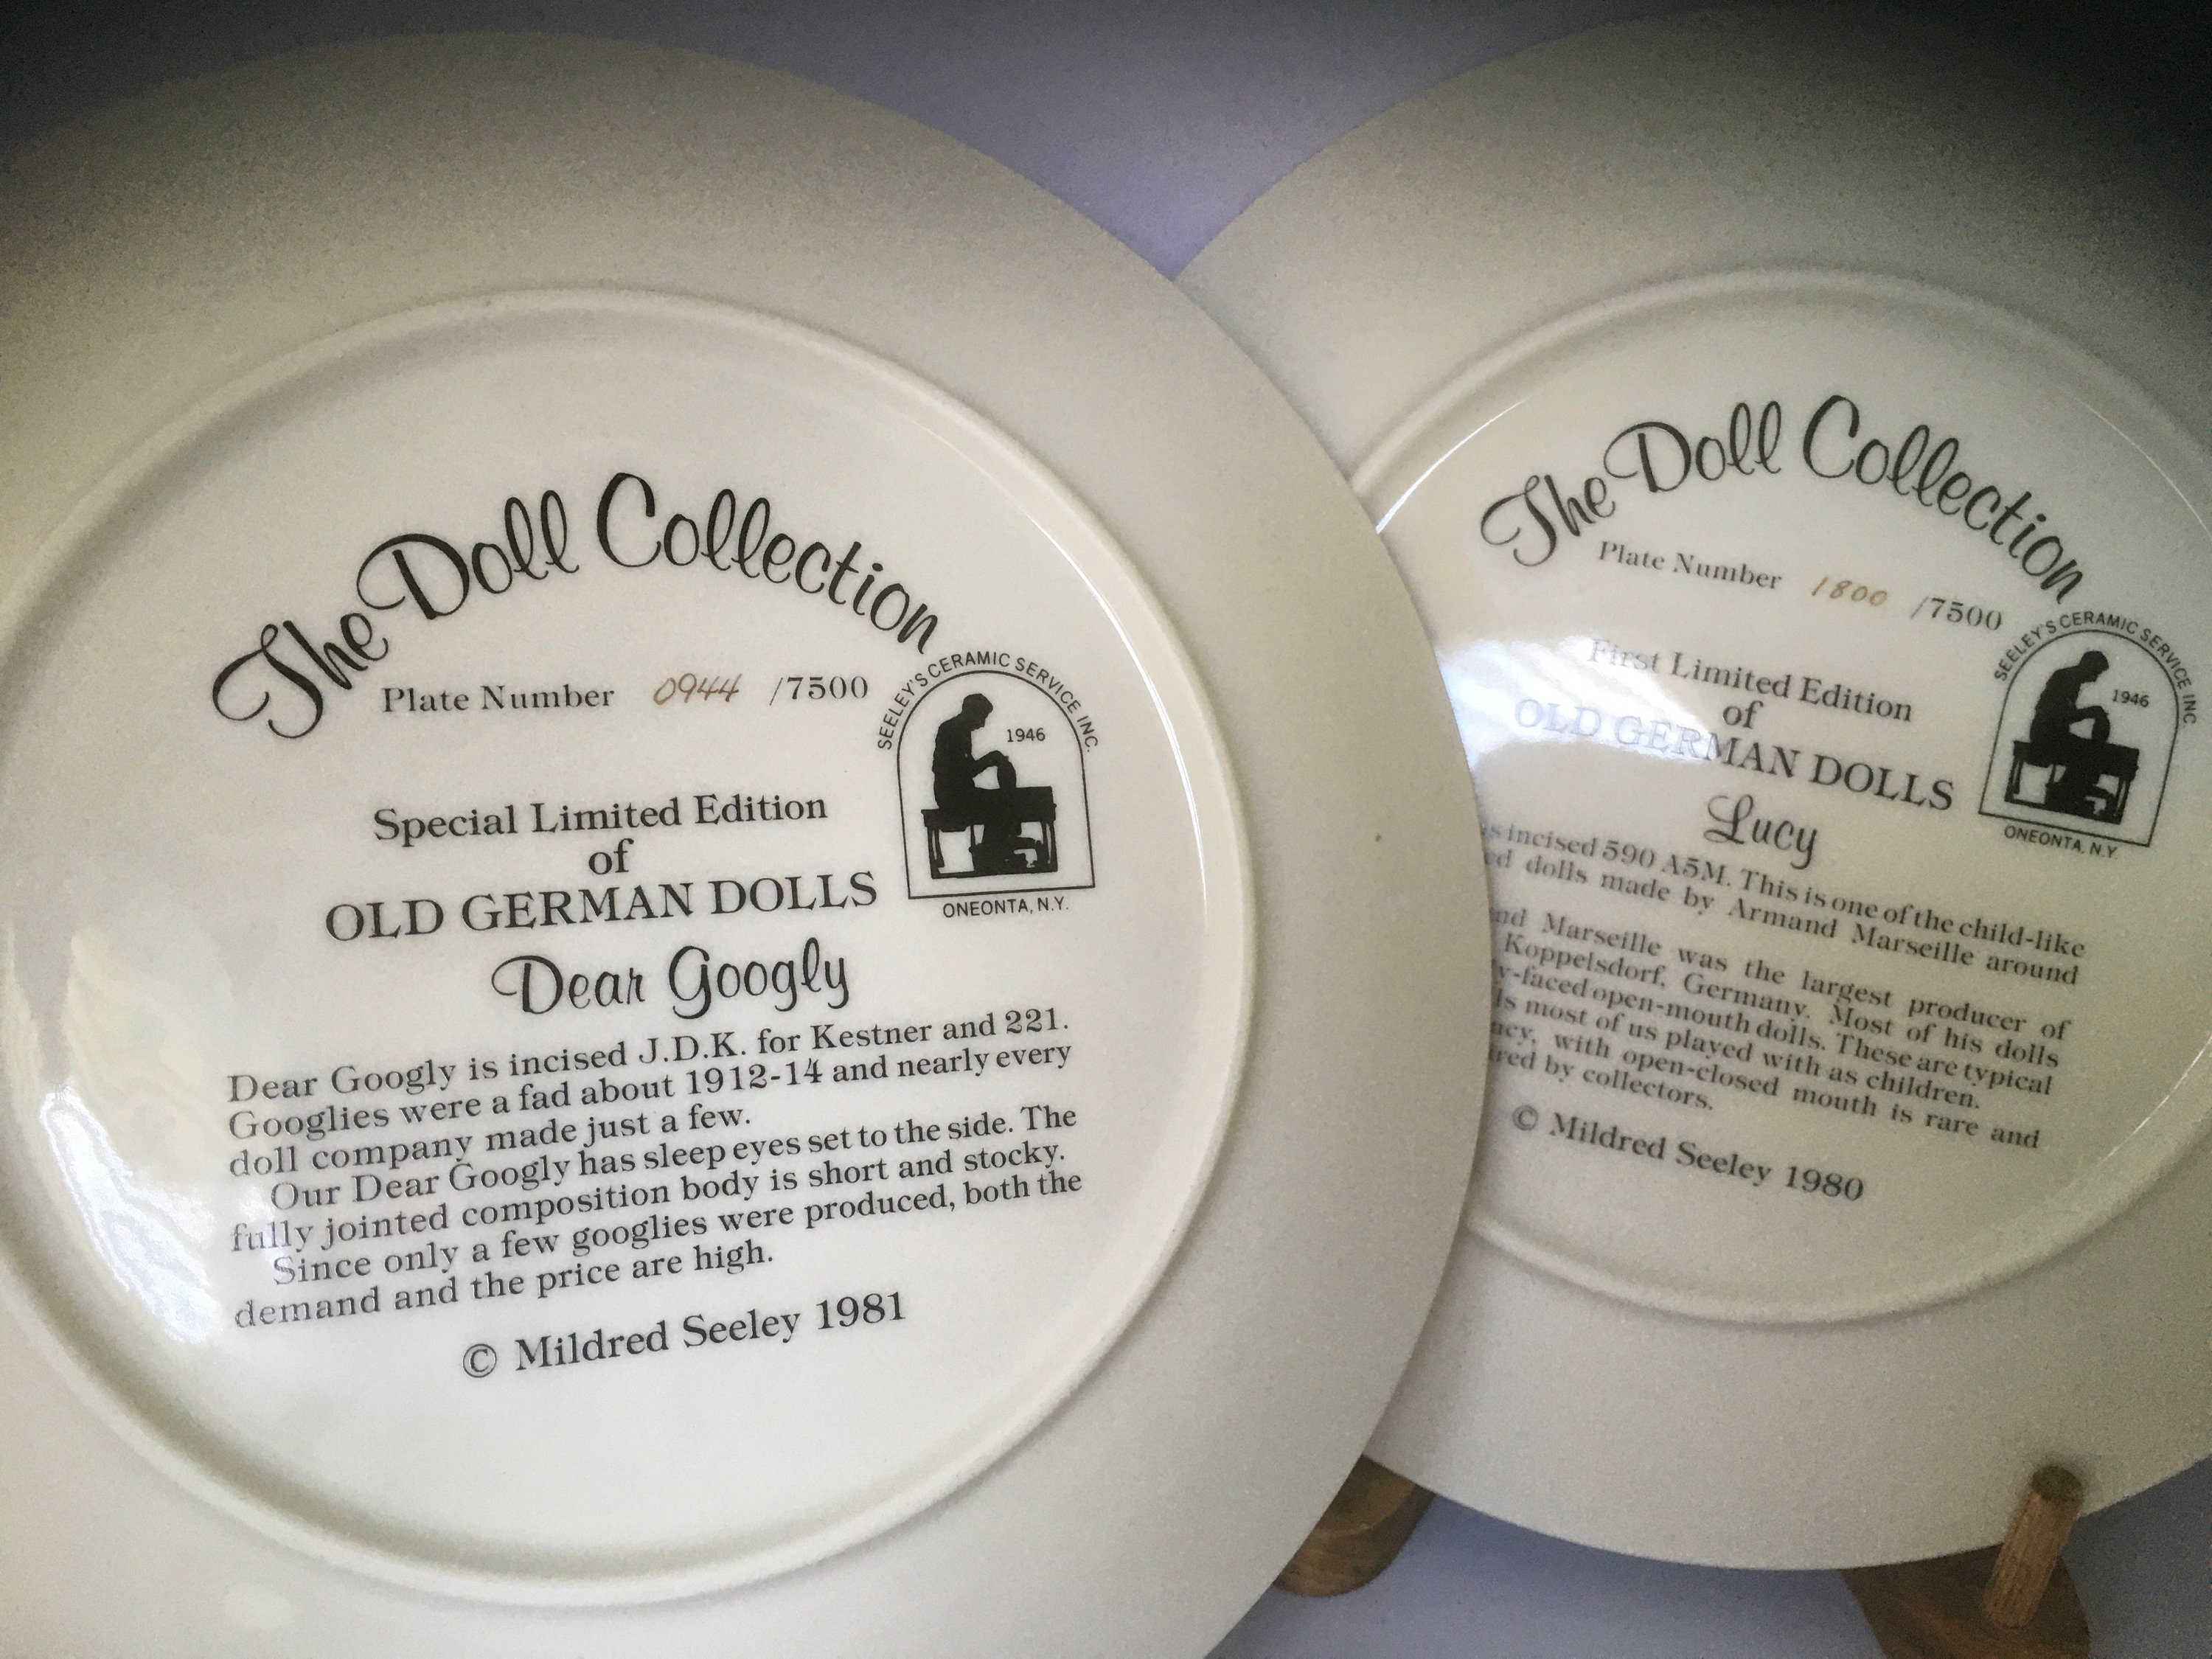 The Doll Collection
Plate Number 0944 /7500
SEELEY'S CERAMIC SERVICE INC.
1946
ONEONTA, N.Y.
Special Limited Edition
of
OLD GERMAN DOLLS
Dear Googly
Dear Googly is incised J.D.K. for Kestner and 221.
Googlies were a fad about 1912-14 and nearly every
doll company made just a few.
Our Dear Googly has sleep eyes set to the side. The
fully jointed composition body is short and stocky.
Since only a few googlies were produced, both the
demand and the price are high.
© Mildred Seeley 1981
The Doll Collection
Plate Number 1800 /7500
SEELEY'S CERAMIC SERVICE INC.
1946
ONEONTA, N.Y.
First Limited Edition
of
OLD GERMAN DOLLS
Lucy
incised 590 A5M. This is one of the child-like
dolls made by Armand Marseille around
Marseille was the largest producer of
Koppelsdorf, Germany. Most of his dolls
-faced open-mouth dolls. These are typical
most of us played with as children.
with open-closed mouth is rare and
by collectors.
© Mildred Seeley 1980